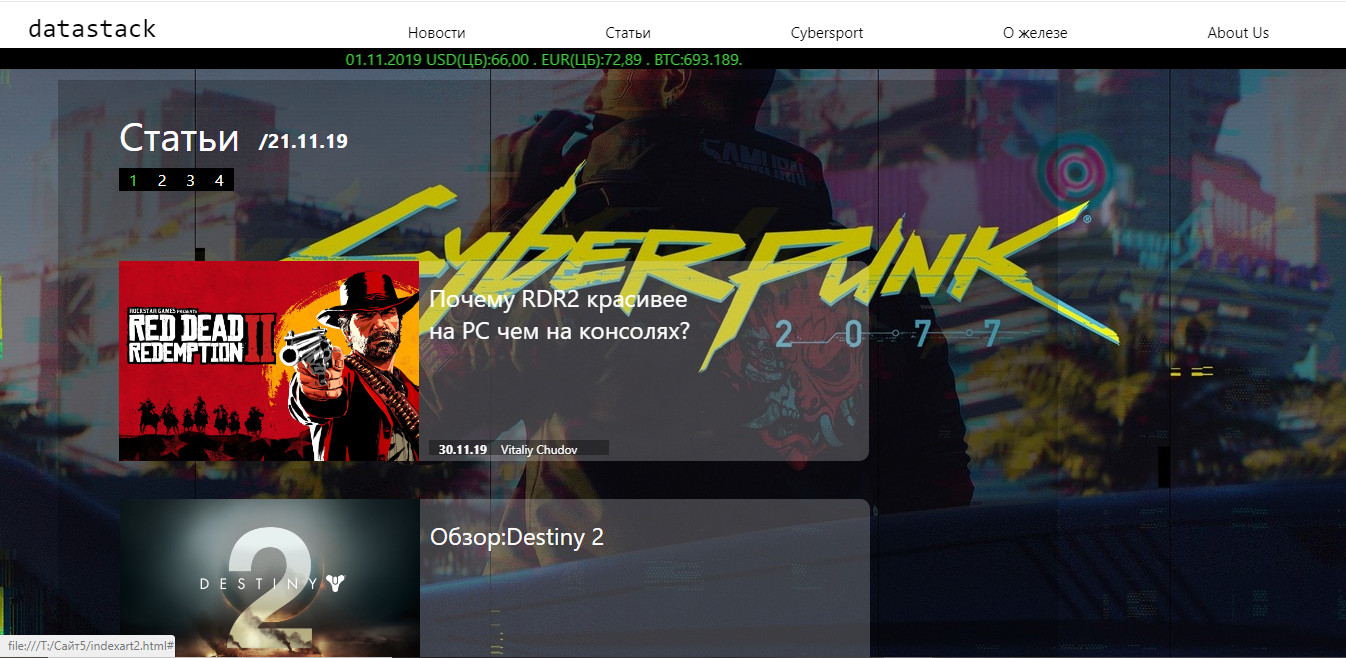 datastack
Новости Статьи Cybersport О железе About Us
01.11.2019 USD(ЦБ):66,00 . EUR(ЦБ):72,89 . BTC:693.189.
Статьи /21.11.19
1 2 3 4
SAMURAI
Cyberpunk®
2077
ROCKSTAR GAMES PRESENTS
RED DEAD
REDEMPTION II
Почему RDR2 красивее
на PC чем на консолях?
30.11.19 Vitaliy Chudov
2
DESTINY
Обзор:Destiny 2
file:///T:/Сайт5/indexart2.html#